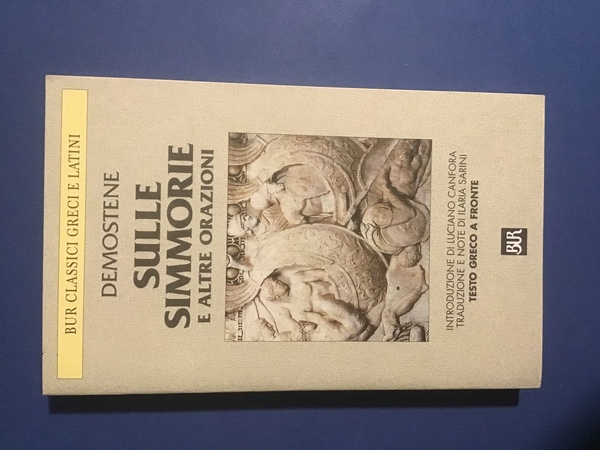 BUR CLASSICI GRECI E LATINI
DEMOSTENE
SULLE
SIMMORIE
E ALTRE ORAZIONI
INTRODUZIONE DI LUCIANO CANFORA
TRADUZIONE E NOTE DI ILARIA SARINI
TESTO GRECO A FRONTE
BUR